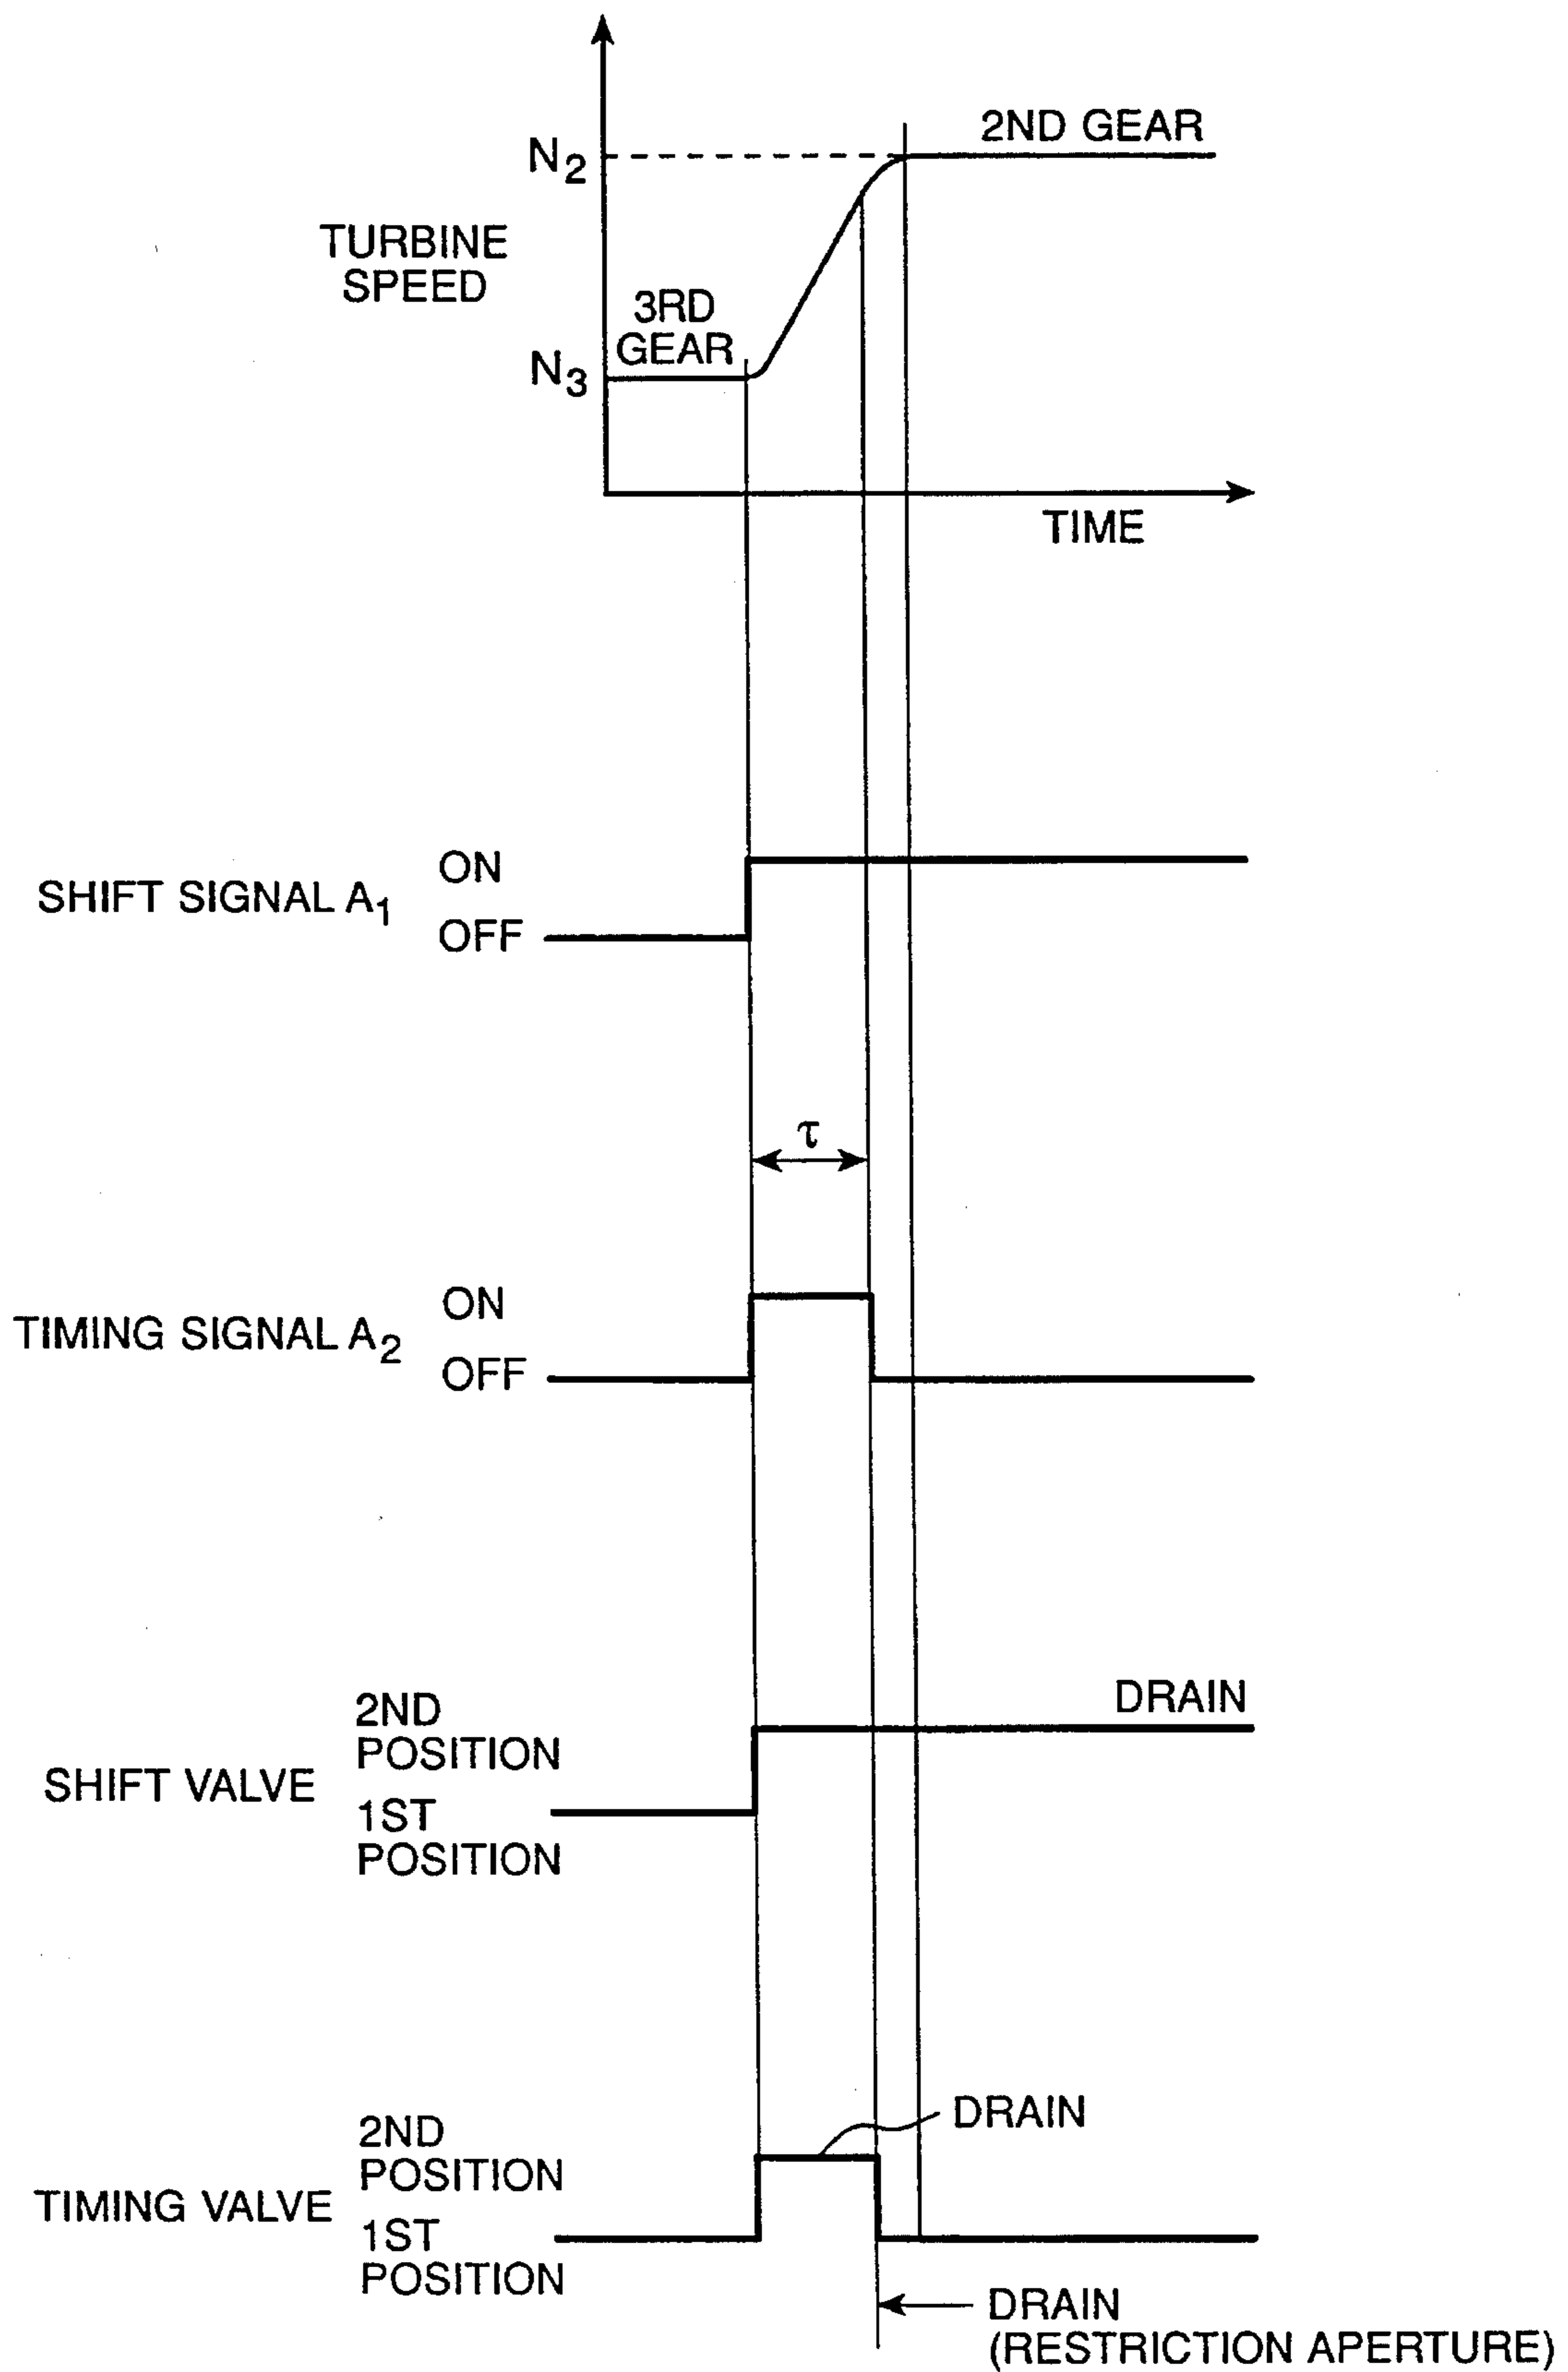 N2
2ND GEAR
TURBINE
SPEED
3RD
GEAR
N3
TIME
SHIFT SIGNAL A1
ON
OFF
τ
TIMING SIGNAL A2
ON
OFF
DRAIN
SHIFT VALVE
2ND
POSITION
1ST
POSITION
DRAIN
TIMING VALVE
2ND
POSITION
1ST
POSITION
DRAIN
(RESTRICTION APERTURE)